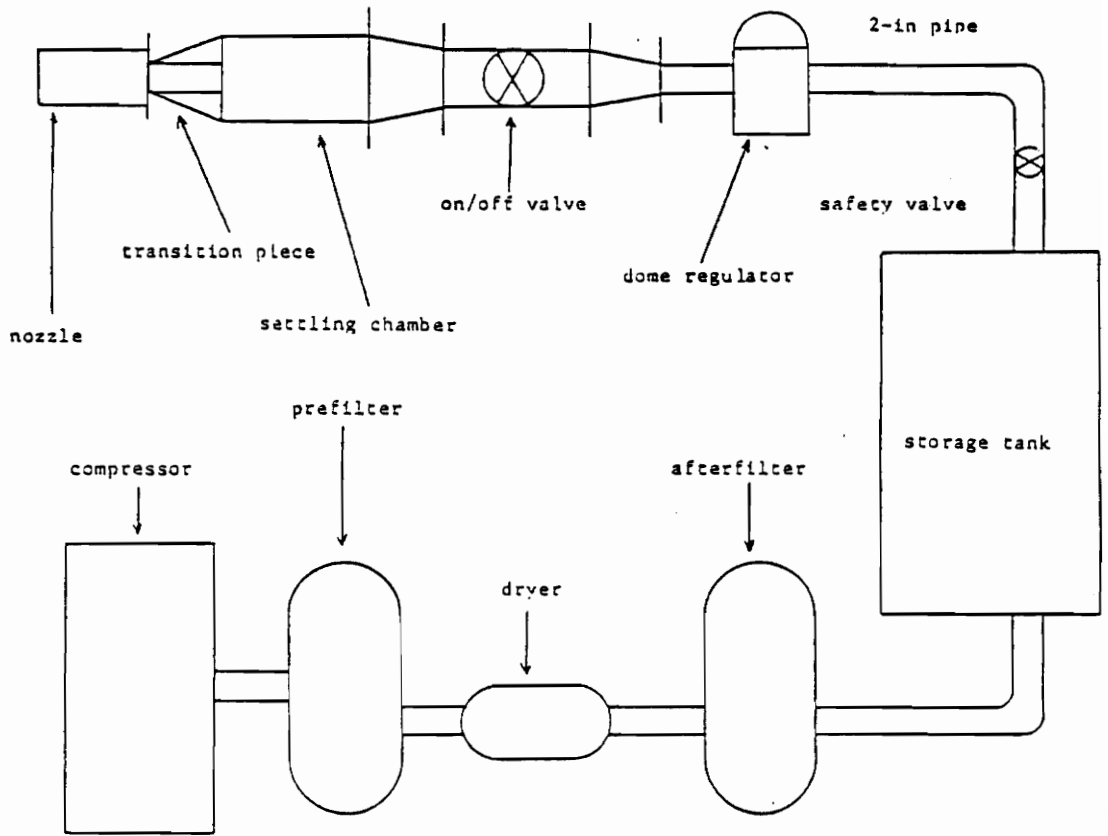 2-in pipe
on/off valve
safety valve
transition piece
dome regulator
settling chamber
nozzle
prefilter
storage tank
compressor
afterfilter
dryer